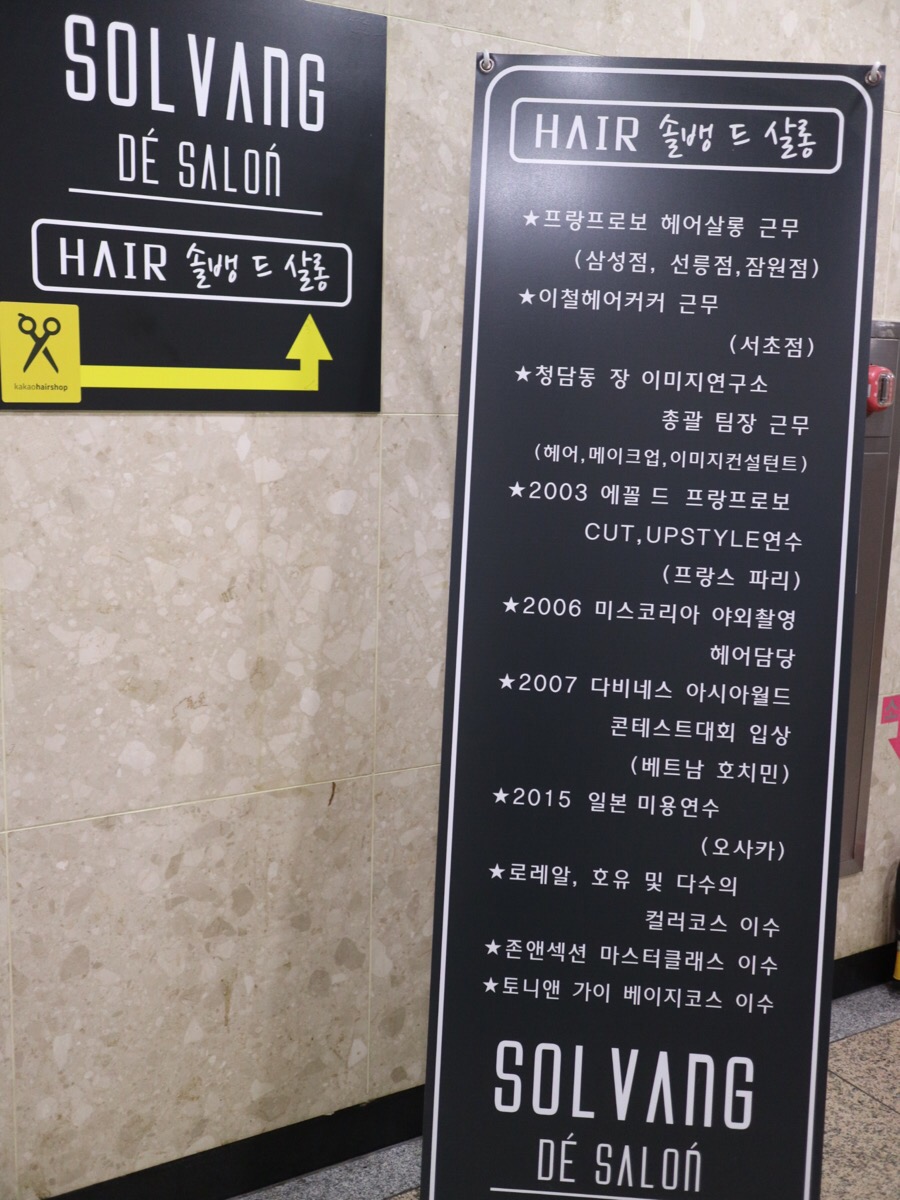 SOLVANG
DÉ SALOŃ
HAIR 솔뱅 드 살롱
kakaohairshop
HAIR 솔뱅 드 살롱
★프랑프로보 헤어살롱 근무
(삼성점, 선릉점,잠원점)
★이철헤어커커 근무
(서초점)
★청담동 장 이미지연구소
총괄 팀장 근무
(헤어,메이크업,이미지컨설턴트)
★2003 에꼴 드 프랑프로보
CUT,UPSTYLE연수
(프랑스 파리)
★2006 미스코리아 야외촬영
헤어담당
★2007 다비네스 아시아월드
콘테스트대회 입상
(베트남 호치민)
★2015 일본 미용연수
(오사카)
★로레알, 호유 및 다수의
컬러코스 이수
★존앤섹션 마스터클래스 이수
★토니앤 가이 베이지코스 이수
SOLVANG
DÉ SALOŃ